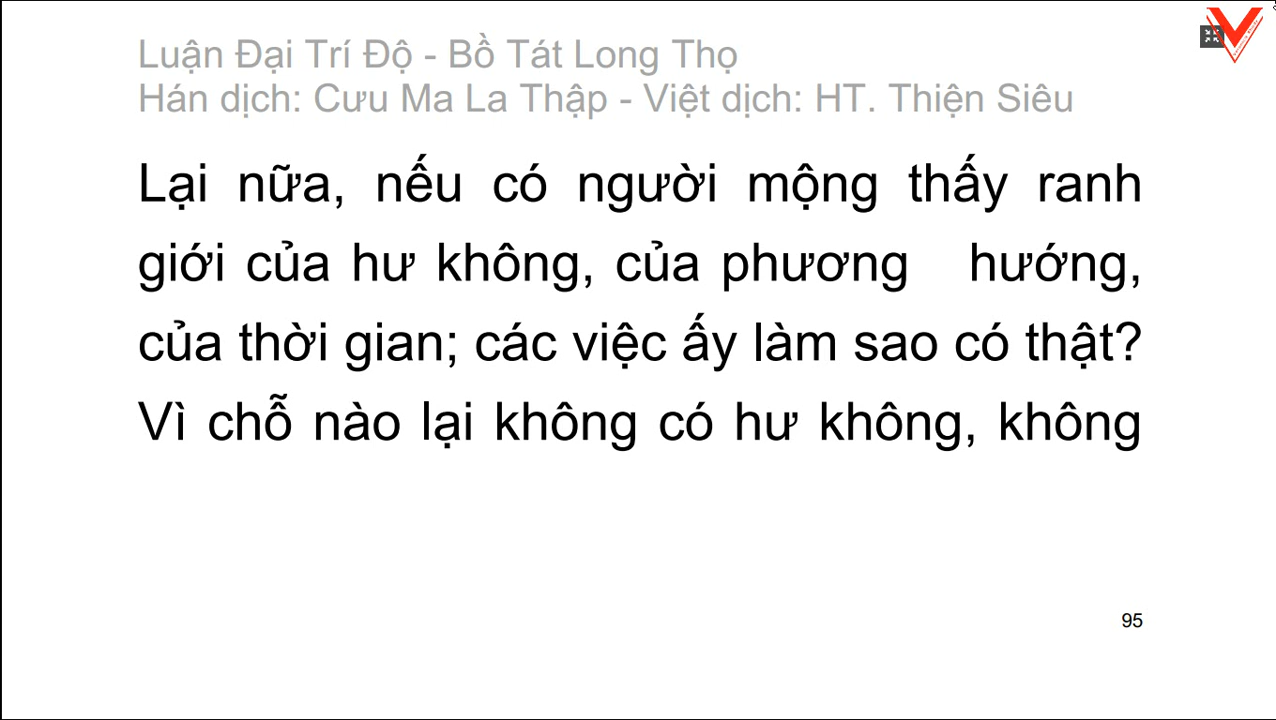 Luận Đại Trí Độ - Bồ Tát Long Thọ
Hán dịch: Cưu Ma La Thập - Việt dịch: HT. Thiện Siêu
Lại nữa, nếu có người mộng thấy ranh
giới của hư không, của phương hướng,
của thời gian; các việc ấy làm sao có thật?
Vì chỗ nào lại không có hư không, không
95